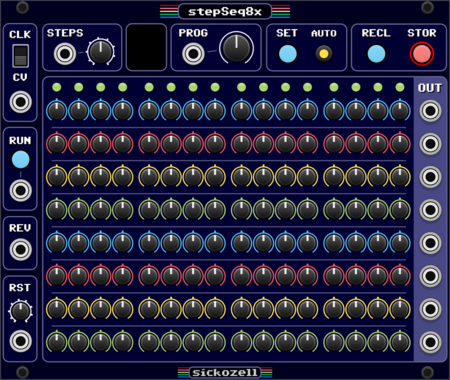 stepSeq8x
CLK
CV
STEPS
PROG
SET
AUTO
RECL
STOR
OUT
RUN
REV
RST
sickozell